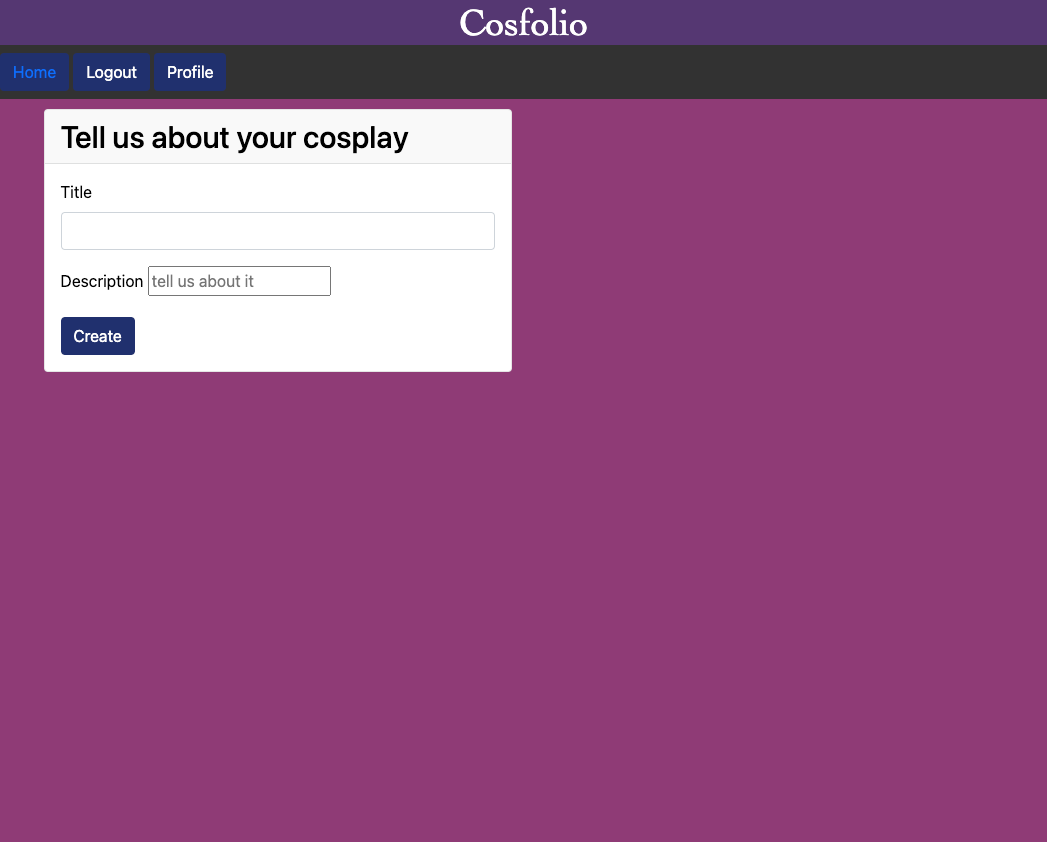 Cosfolio
Home Logout Profile
Tell us about your cosplay
Title
Description tell us about it
Create